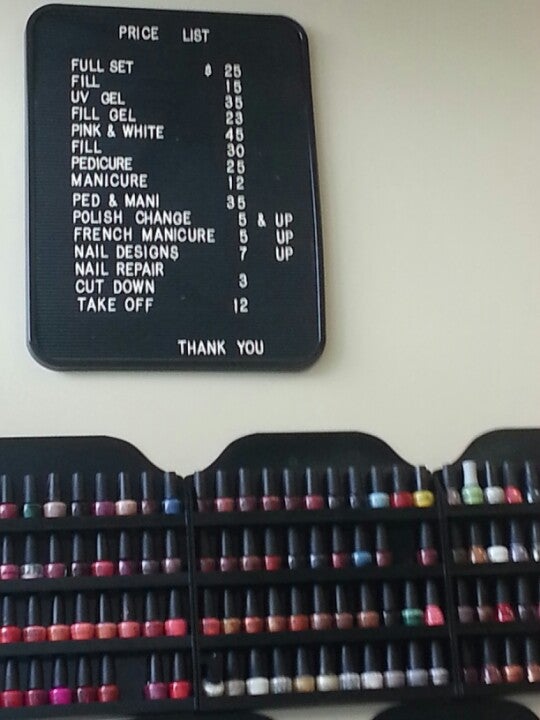 PRICE LIST
FULL SET $ 25
FILL 15
UV GEL 35
FILL GEL 23
PINK & WHITE 45
FILL 30
PEDICURE 25
MANICURE 12
PED & MANI 35
POLISH CHANGE 5 & UP
FRENCH MANICURE 5 UP
NAIL DESIGNS 7 UP
NAIL REPAIR
CUT DOWN 3
TAKE OFF 12
THANK YOU